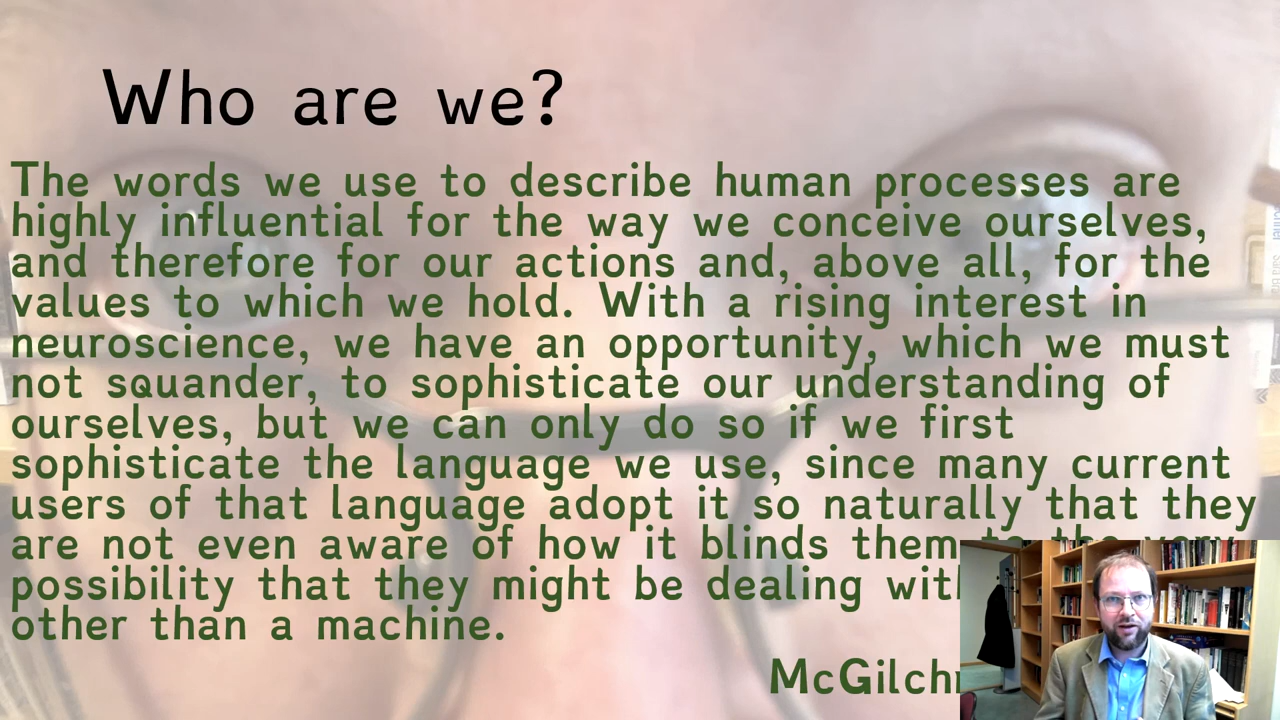 Who are we?
The words we use to describe human processes are
highly influential for the way we conceive ourselves,
and therefore for our actions and, above all, for the
values to which we hold. With a rising interest in
neuroscience, we have an opportunity, which we must
not squander, to sophisticate our understanding of
ourselves, but we can only do so if we first
sophisticate the language we use, since many current
users of that language adopt it so naturally that they
are not even aware of how it blinds them to the very
possibility that they might be dealing with
other than a machine.
McGilchr